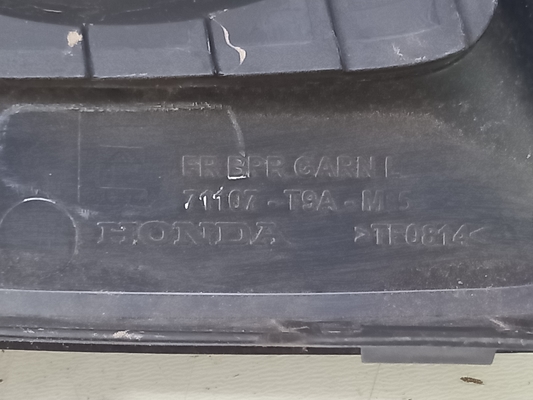 FR BPR GARN L
71107-T9A-M
HONDA >TF0814<